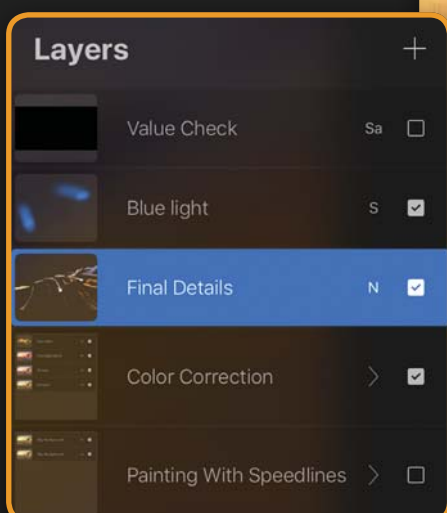 Layers +
Value Check Sa
Blue light S
Final Details N
Color Correction >
Painting With Speedlines >